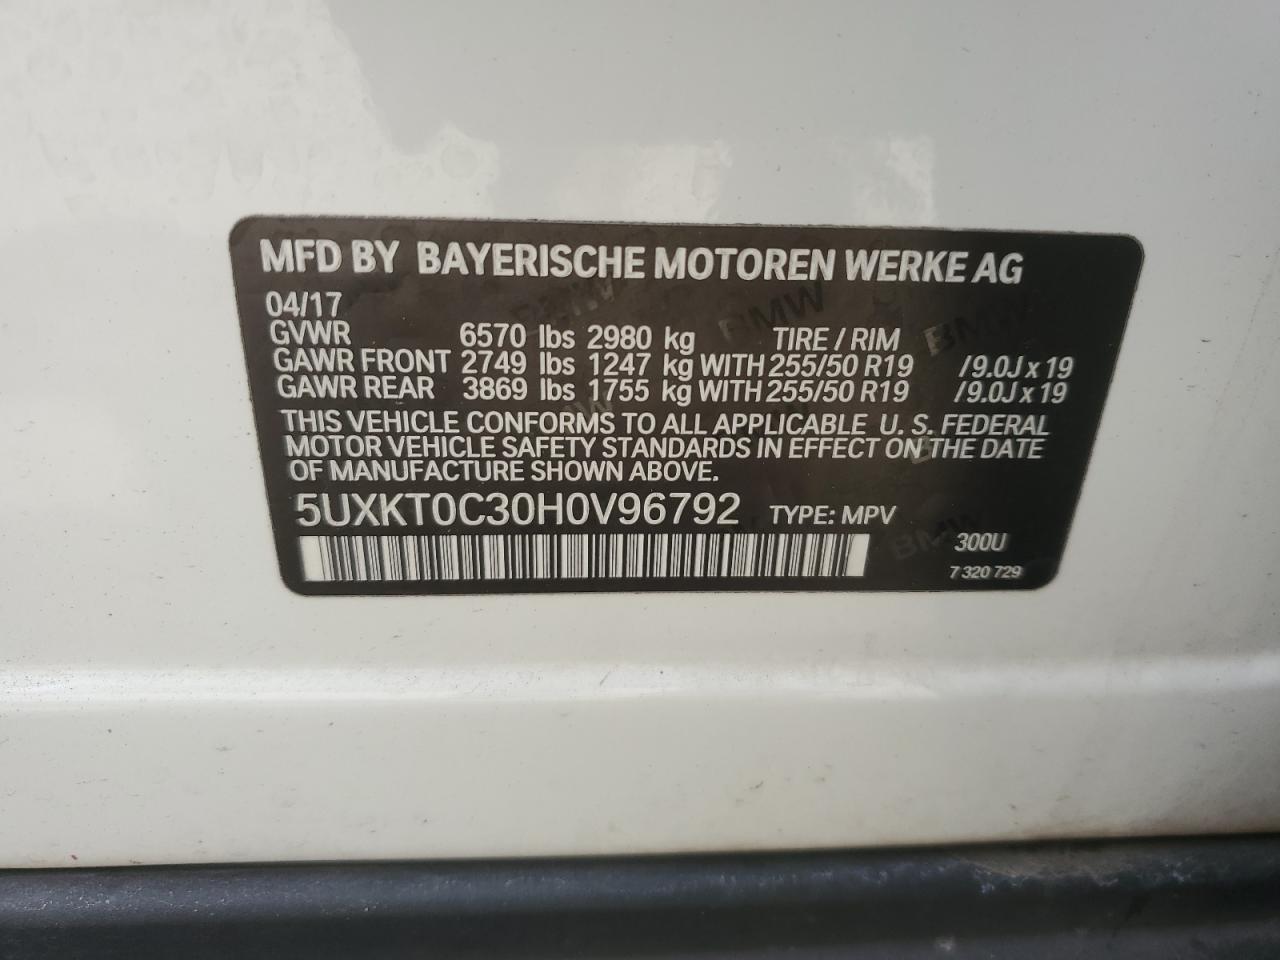 MFD BY BAYERISCHE MOTOREN WERKE AG
04/17
GVWR 6570 lbs 2980 kg TIRE / RIM
GAWR FRONT 2749 lbs 1247 kg WITH 255/50 R19 / 9.0J x 19
GAWR REAR 3869 lbs 1755 kg WITH 255/50 R19 / 9.0J x 19
THIS VEHICLE CONFORMS TO ALL APPLICABLE U. S. FEDERAL
MOTOR VEHICLE SAFETY STANDARDS IN EFFECT ON THE DATE
OF MANUFACTURE SHOWN ABOVE.
5UXKT0C30H0V96792 TYPE: MPV
300U
7 320 729